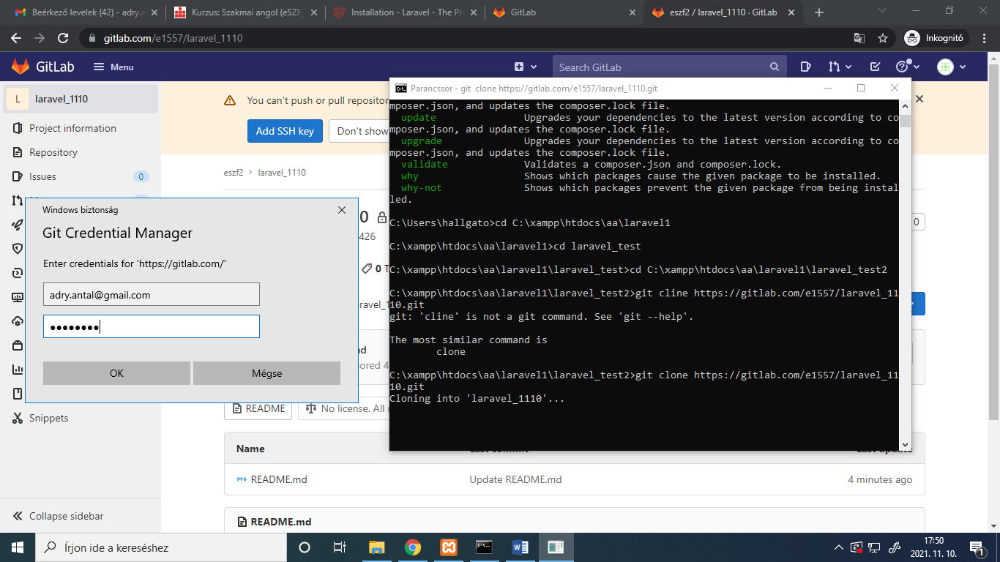 Beérkező levelek (42) - adry.a
Kurzus: Szakmai angol (eSZF_
Installation - Laravel - The PH
GitLab
eszf2 / laravel_1110 · GitLab
gitlab.com/e1557/laravel_1110
Inkognitó
GitLab
Menu
Search GitLab
L
laravel_1110
Project information
Repository
Issues
0
Snippets
Collapse sidebar
You can't push or pull repositor
Add SSH key
Don't show
eszf2 > laravel_1110
0
426
0
0 T
aravel_1
md
hored 4
README
No license. All r
Name
Last commit
Last update
README.md
Update README.md
4 minutes ago
README.md
Windows biztonság
Git Credential Manager
Enter credentials for 'https://gitlab.com/'
adry.antal@gmail.com
●●●●●●●●
OK
Mégse
Parancssor - git clone https://gitlab.com/e1557/laravel_1110.git
mposer.json, and updates the composer.lock file.
update Upgrades your dependencies to the latest version according to co
mposer.json, and updates the composer.lock file.
upgrade Upgrades your dependencies to the latest version according to co
mposer.json, and updates the composer.lock file.
validate Validates a composer.json and composer.lock.
why Shows which packages cause the given package to be installed.
why-not Shows which packages prevent the given package from being instal
led.
C:\Users\hallgato>cd C:\xampp\htdocs\aa\laravel1
C:\xampp\htdocs\aa\laravel1>cd laravel_test
C:\xampp\htdocs\aa\laravel1\laravel_test>cd C:\xampp\htdocs\aa\laravel1\laravel_test2
C:\xampp\htdocs\aa\laravel1\laravel_test2>git cline https://gitlab.com/e1557/laravel_11
10.git
git: 'cline' is not a git command. See 'git --help'.
The most similar command is
clone
C:\xampp\htdocs\aa\laravel1\laravel_test2>git clone https://gitlab.com/e1557/laravel_11
10.git
Cloning into 'laravel_1110'...
Írjon ide a kereséshez
17:50
2021. 11. 10.
1